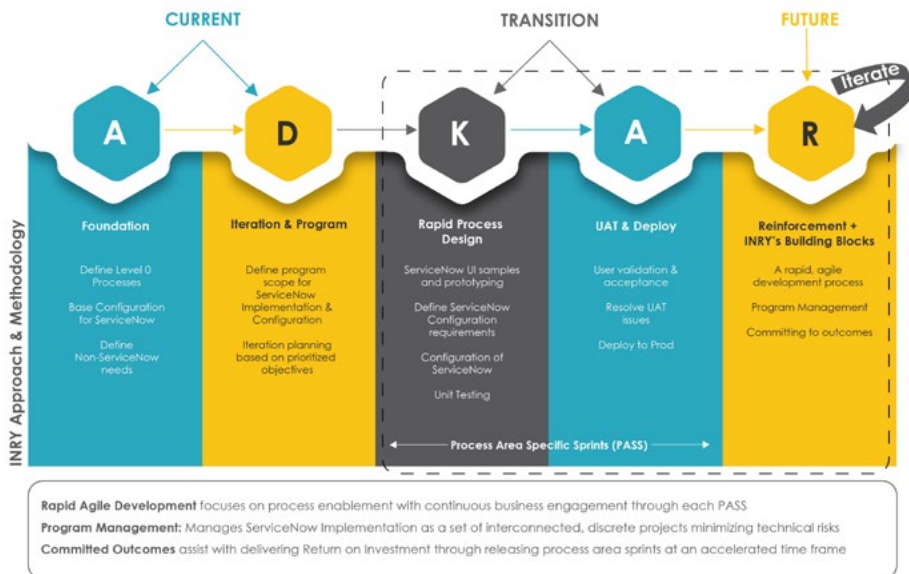 CURRENT
TRANSITION
FUTURE
Iterate
A
D
K
A
R
INRY Approach & Methodology
Foundation
Define Level 0
Processes
Base Configuration
for ServiceNow
Define
Non-ServiceNow
needs
Iteration & Program
Define program
scope for
ServiceNow
Implementation &
Configuration
Iteration planning
based on prioritized
objectives
Rapid Process
Design
ServiceNow UI samples
and prototyping
Define ServiceNow
Configuration
requirements
Configuration of
ServiceNow
Unit Testing
UAT & Deploy
User validation &
acceptance
Resolve UAT
issues
Deploy to Prod
Reinforcement +
INRY's Building Blocks
A rapid, agile
development process
Program Management
Committing to outcomes
Process Area Specific Sprints (PASS)
Rapid Agile Development focuses on process enablement with continuous business engagement through each PASS
Program Management: Manages ServiceNow Implementation as a set of interconnected, discrete projects minimizing technical risks
Committed Outcomes assist with delivering Return on Investment through releasing process area sprints at an accelerated time frame